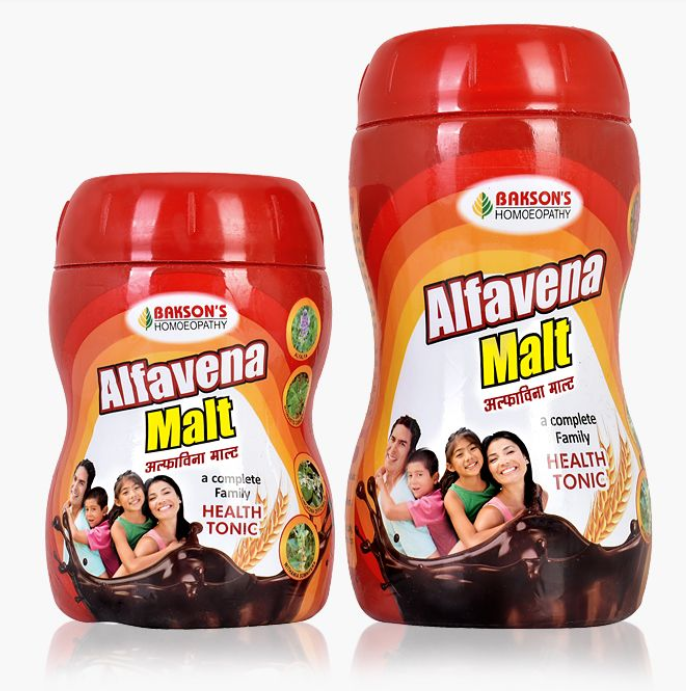 BAKSON'S
HOMOEOPATHY
Alfavena
Malt
अल्फाविना माल्ट
a complete
Family
HEALTH
TONIC
BAKSON'S
HOMOEOPATHY
Alfavena
Malt
अल्फाविना माल्ट
a complete
Family
HEALTH
TONIC